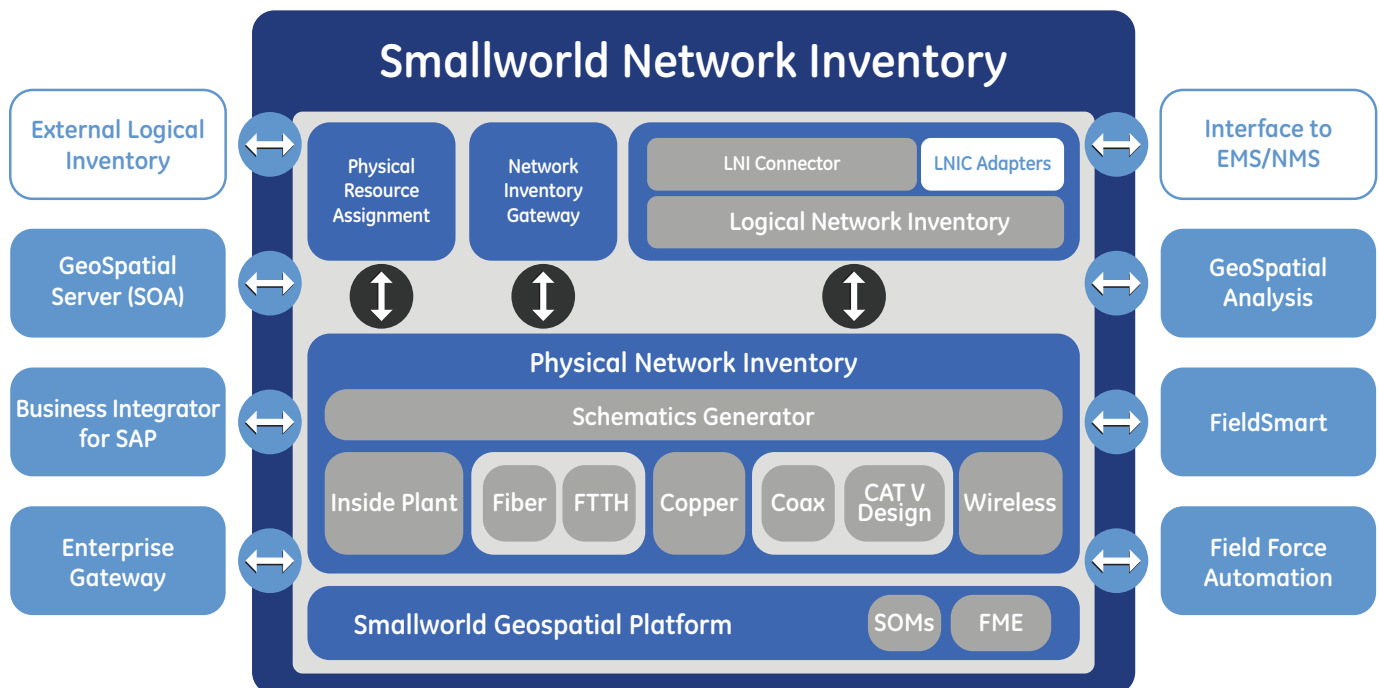 Smallworld Network Inventory
External Logical
Inventory
GeoSpatial
Server (SOA)
Business Integrator
for SAP
Enterprise
Gateway
Physical
Resource
Assignment
Network
Inventory
Gateway
LNI Connector
LNIC Adapters
Logical Network Inventory
Physical Network Inventory
Schematics Generator
Inside Plant
Fiber
FTTH
Copper
Coax
CAT V
Design
Wireless
Smallworld Geospatial Platform
SOMs
FME
Interface to
EMS/NMS
GeoSpatial
Analysis
FieldSmart
Field Force
Automation